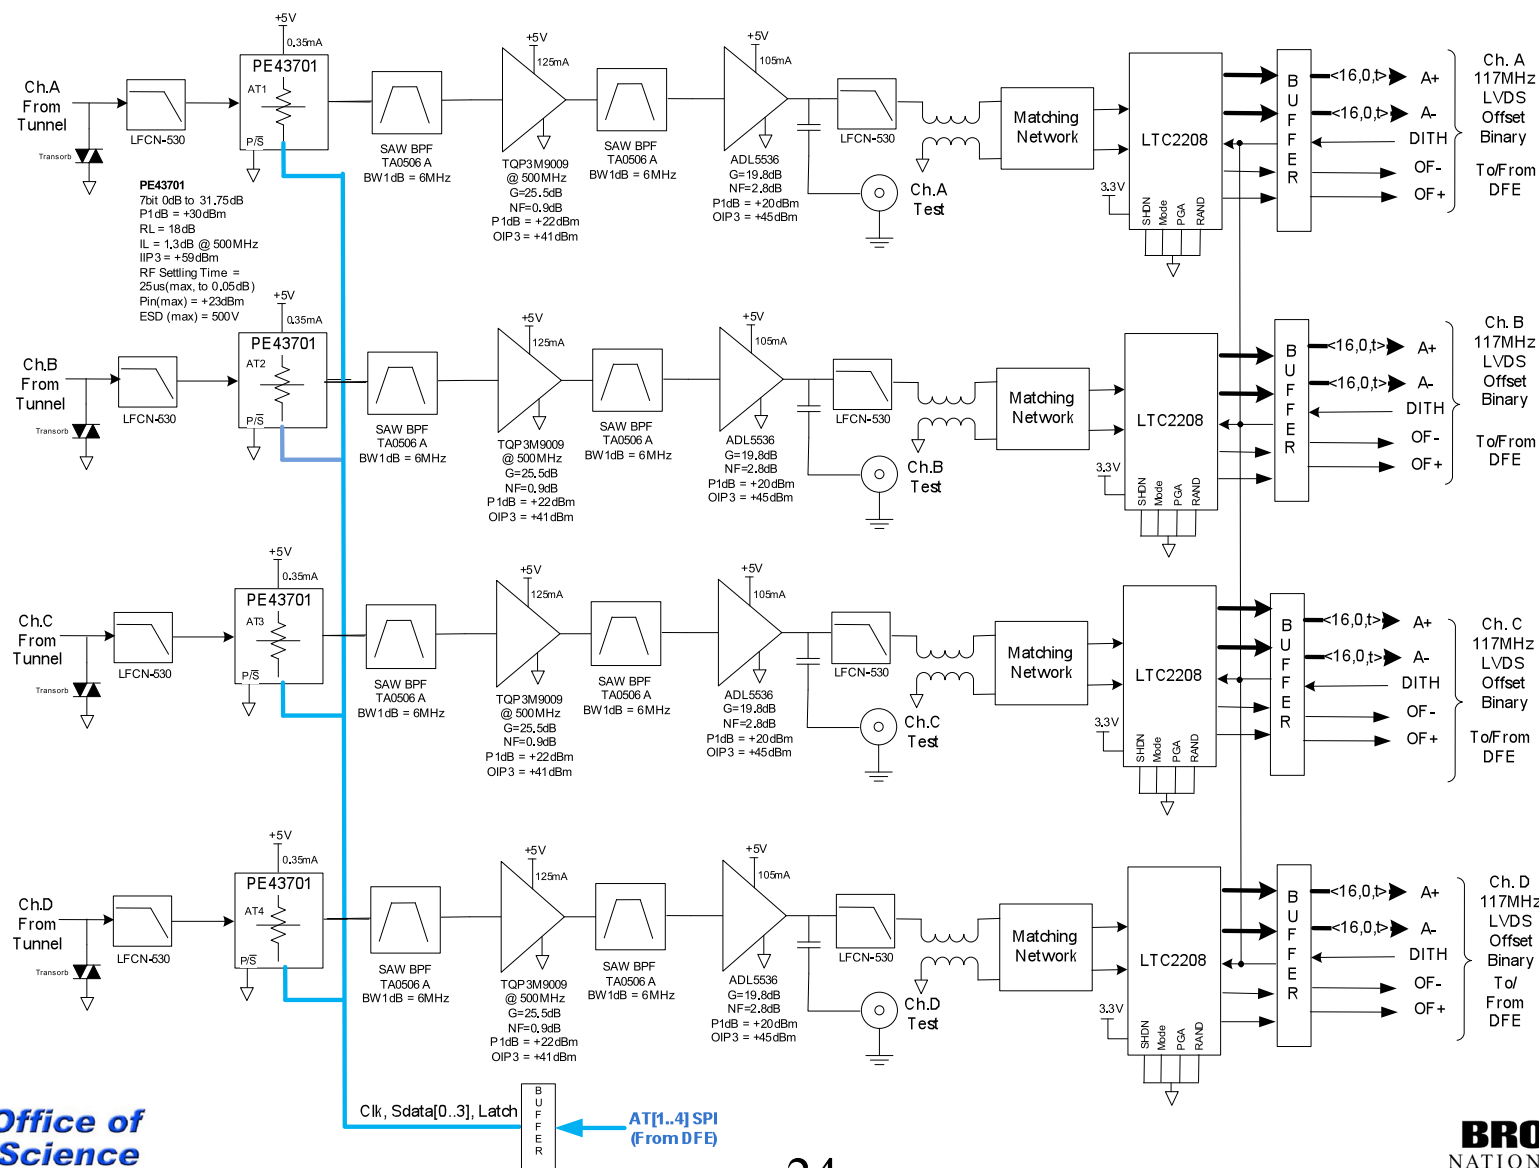 +5V
0.35mA
PE43701
AT1
P/S
Ch.A
From
Tunnel
Transorb
LFCN-530
SAW BPF
TA0506 A
BW1dB = 6MHz
+5V
125mA
TQP3M9009
@ 500MHz
G=25.5dB
NF=0.9dB
P1dB = +22dBm
OIP3 = +41dBm
SAW BPF
TA0506 A
BW1dB = 6MHz
+5V
105mA
ADL5536
G=19.8dB
NF=2.8dB
P1dB = +20dBm
OIP3 = +45dBm
LFCN-530
Ch.A
Test
Matching
Network
LTC2208
3.3V
SHDN
Mode
PGA
RAND
BUFFER
<16,0,t>
A+
<16,0,t>
A-
DITH
OF-
OF+
Ch. A
117MHz
LVDS
Offset
Binary
To/From
DFE
PE43701
7bit 0dB to 31.75dB
P1dB = +30dBm
RL = 18dB
IL = 1.3dB @ 500MHz
IIP3 = +59dBm
RF Settling Time =
25us(max, to 0.05dB)
Pin(max) = +23dBm
ESD (max) = 500V
+5V
0.35mA
PE43701
AT2
P/S
Ch.B
From
Tunnel
Transorb
LFCN-530
SAW BPF
TA0506 A
BW1dB = 6MHz
+5V
125mA
TQP3M9009
@ 500MHz
G=25.5dB
NF=0.9dB
P1dB = +22dBm
OIP3 = +41dBm
SAW BPF
TA0506 A
BW1dB = 6MHz
+5V
105mA
ADL5536
G=19.8dB
NF=2.8dB
P1dB = +20dBm
OIP3 = +45dBm
LFCN-530
Ch.B
Test
Matching
Network
LTC2208
3.3V
SHDN
Mode
PGA
RAND
BUFFER
<16,0,t>
A+
<16,0,t>
A-
DITH
OF-
OF+
Ch. B
117MHz
LVDS
Offset
Binary
To/From
DFE
+5V
0.35mA
PE43701
AT3
P/S
Ch.C
From
Tunnel
Transorb
LFCN-530
SAW BPF
TA0506 A
BW1dB = 6MHz
+5V
125mA
TQP3M9009
@ 500MHz
G=25.5dB
NF=0.9dB
P1dB = +22dBm
OIP3 = +41dBm
SAW BPF
TA0506 A
BW1dB = 6MHz
+5V
105mA
ADL5536
G=19.8dB
NF=2.8dB
P1dB = +20dBm
OIP3 = +45dBm
LFCN-530
Ch.C
Test
Matching
Network
LTC2208
3.3V
SHDN
Mode
PGA
RAND
BUFFER
<16,0,t>
A+
<16,0,t>
A-
DITH
OF-
OF+
Ch. C
117MHz
LVDS
Offset
Binary
To/From
DFE
+5V
0.35mA
PE43701
AT4
P/S
Ch.D
From
Tunnel
Transorb
LFCN-530
SAW BPF
TA0506 A
BW1dB = 6MHz
+5V
125mA
TQP3M9009
@ 500MHz
G=25.5dB
NF=0.9dB
P1dB = +22dBm
OIP3 = +41dBm
SAW BPF
TA0506 A
BW1dB = 6MHz
+5V
105mA
ADL5536
G=19.8dB
NF=2.8dB
P1dB = +20dBm
OIP3 = +45dBm
LFCN-530
Ch.D
Test
Matching
Network
LTC2208
3.3V
SHDN
Mode
PGA
RAND
BUFFER
<16,0,t>
A+
<16,0,t>
A-
DITH
OF-
OF+
Ch. D
117MHz
LVDS
Offset
Binary
To/
From
DFE
Clk, Sdata[0..3], Latch
BUFFER
AT[1..4] SPI
(From DFE)
Office of
Science
BRO
NATION